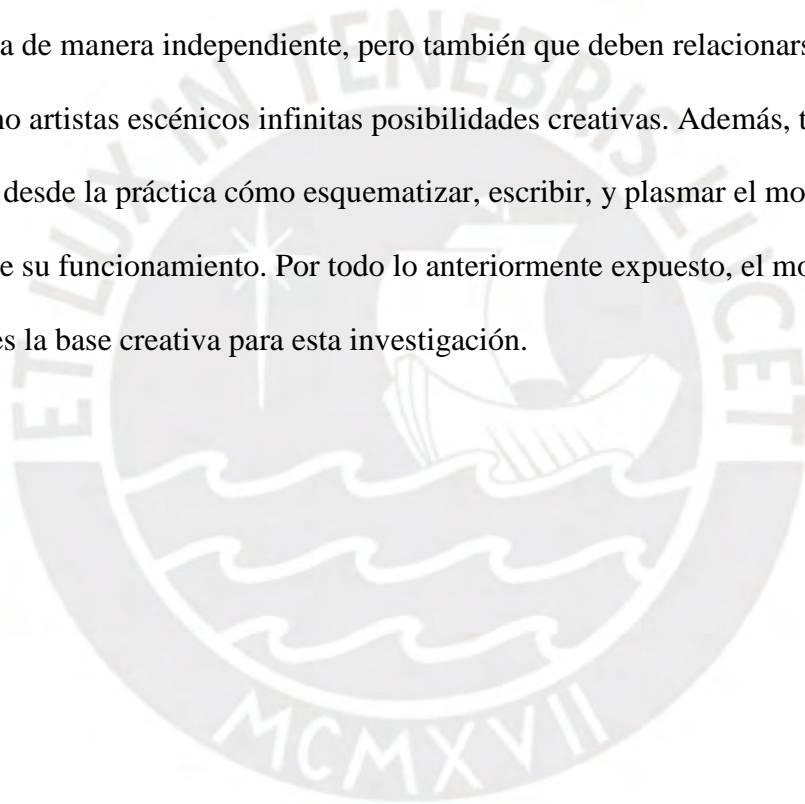 a de manera independiente, pero también que deben relacionars
no artistas escénicos infinitas posibilidades creativas. Además, t
desde la práctica cómo esquematizar, escribir, y plasmar el mo
e su funcionamiento. Por todo lo anteriormente expuesto, el mo
es la base creativa para esta investigación.
ET LUX IN TENEBRIS LUCET
MCMXVII